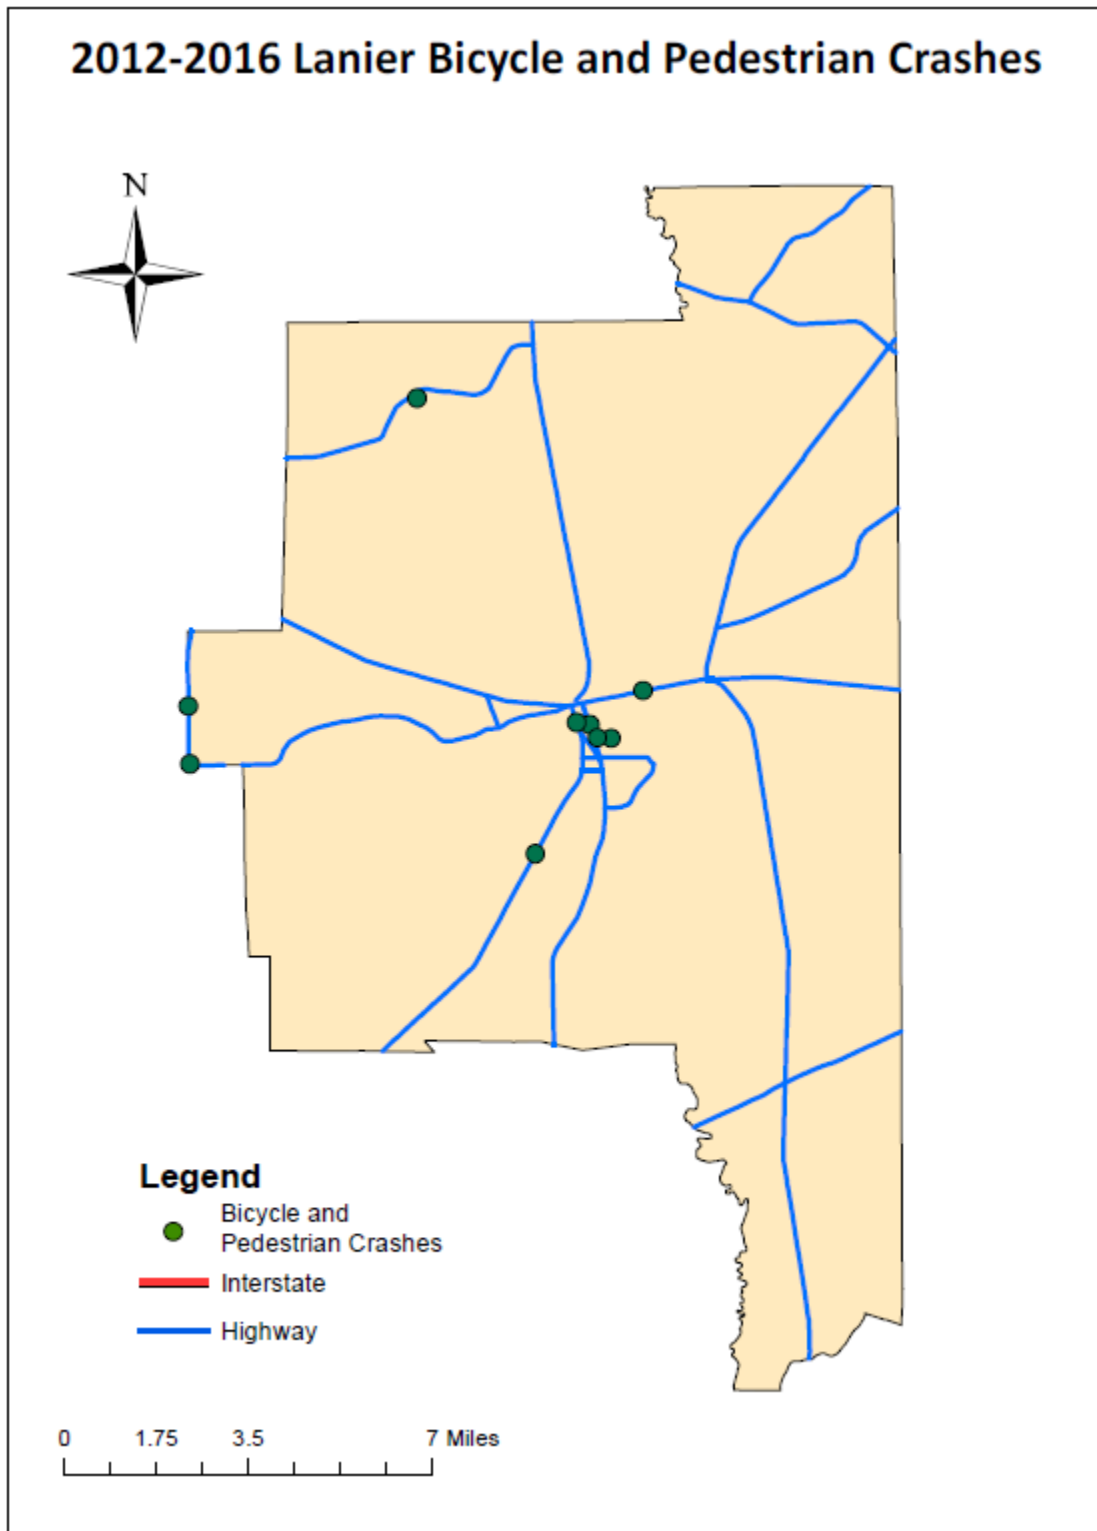 2012-2016 Lanier Bicycle and Pedestrian Crashes
N
Legend
Bicycle and
Pedestrian Crashes
Interstate
Highway
0 1.75 3.5 7 Miles